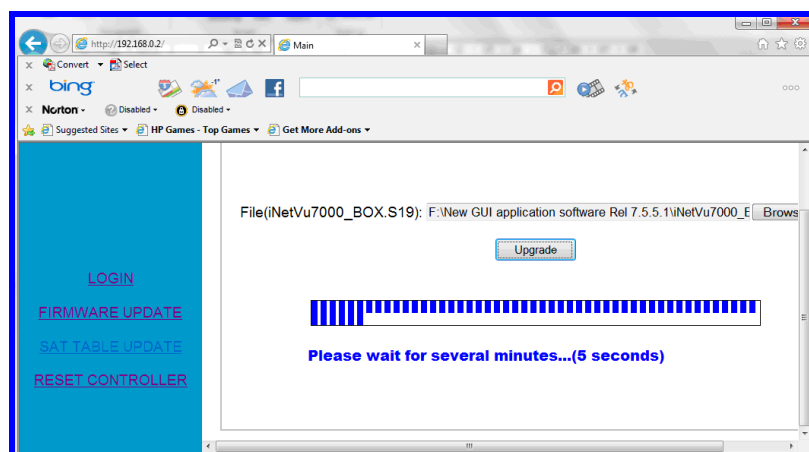 http://192.168.0.2/
Main
x Convert Select
x bing
x Norton Disabled Disabled
Suggested Sites HP Games - Top Games Get More Add-ons
File(iNetVu7000_BOX.S19): F:\New GUI application software Rel 7.5.5.1\iNetVu7000_E Brows
Upgrade
LOGIN
FIRMWARE UPDATE
SAT TABLE UPDATE
RESET CONTROLLER
Please wait for several minutes...(5 seconds)